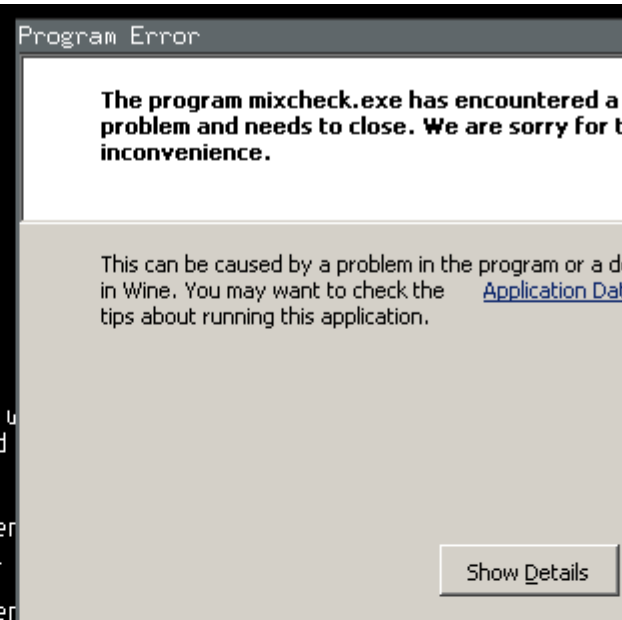 Program Error
The program mixcheck.exe has encountered a
problem and needs to close. We are sorry for
inconvenience.
This can be caused by a problem in the program or a
in Wine. You may want to check the Application
tips about running this application.
Show Details